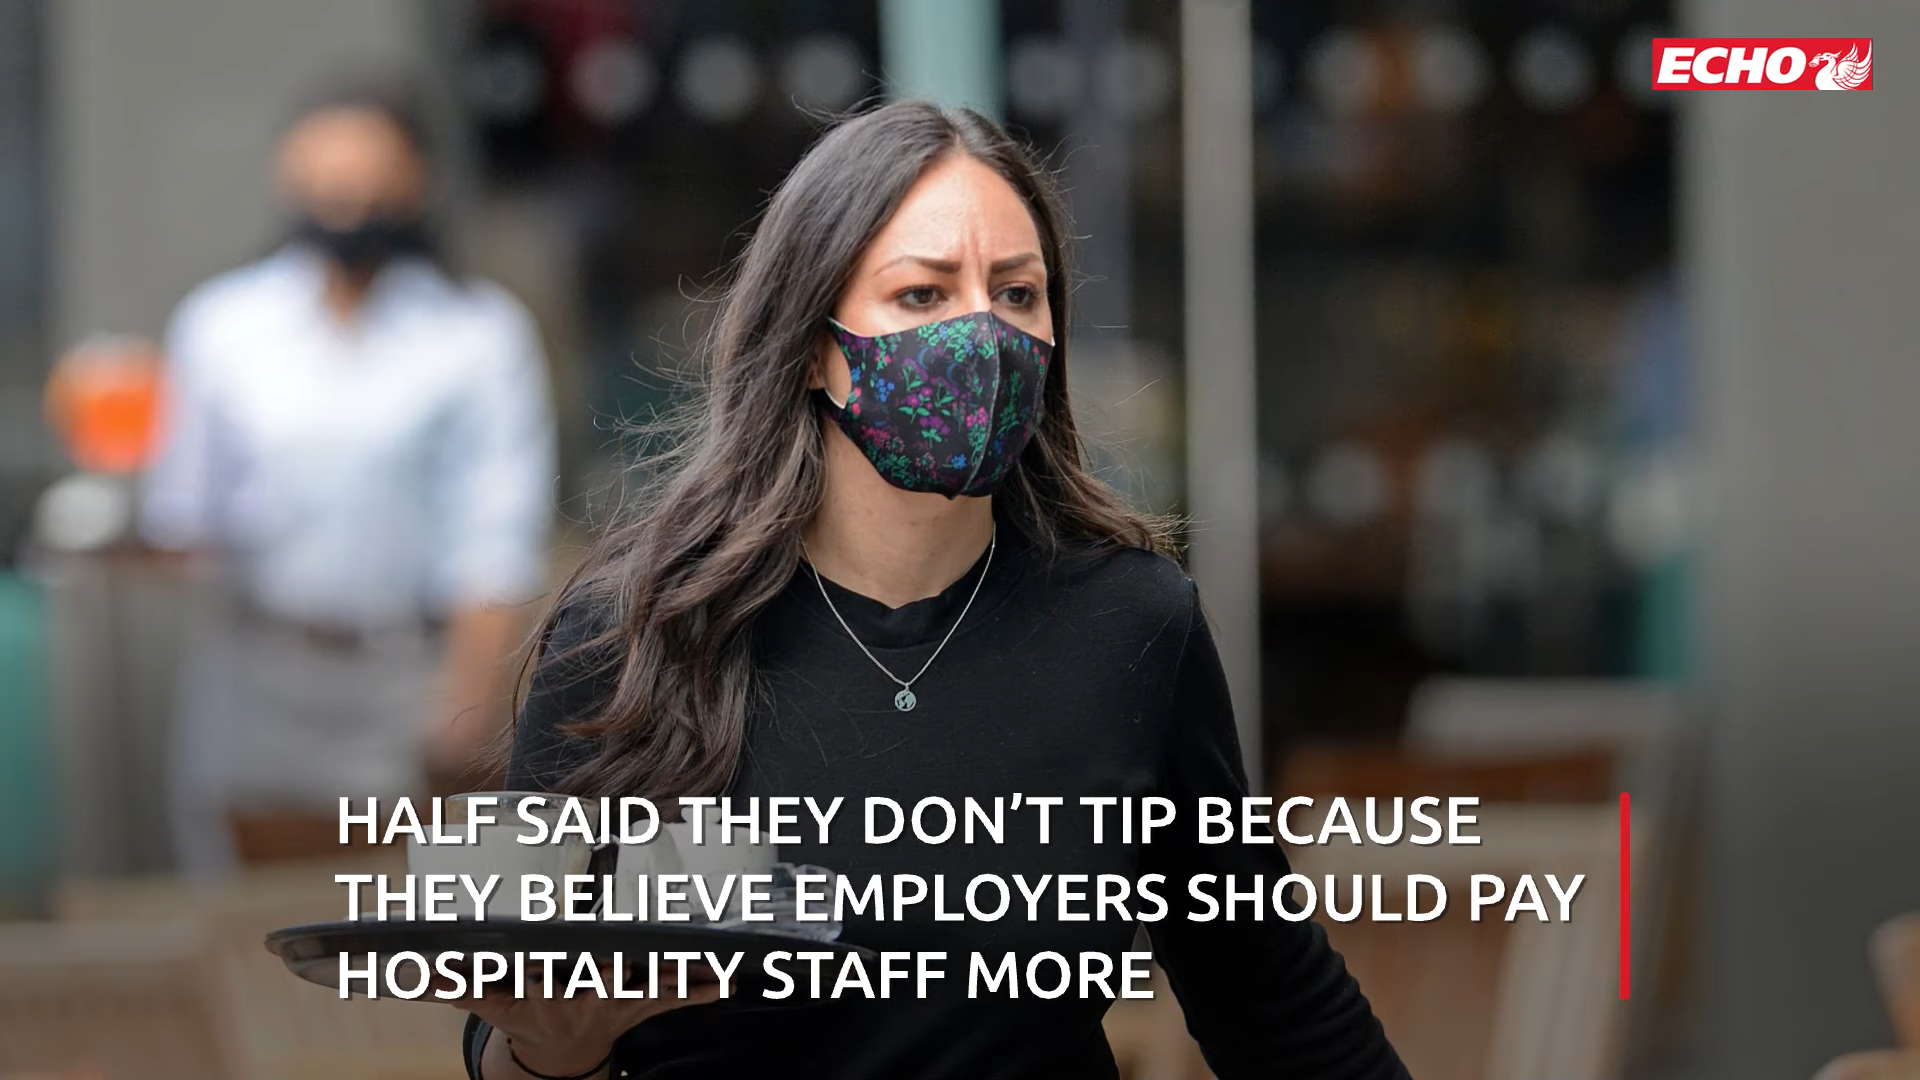 ECHO
HALF SAID THEY DON’T TIP BECAUSE
THEY BELIEVE EMPLOYERS SHOULD PAY
HOSPITALITY STAFF MORE